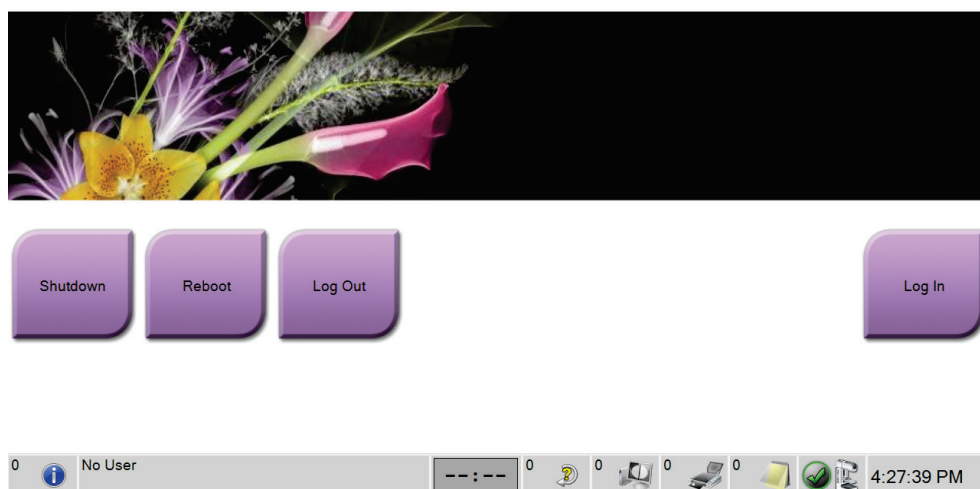 Shutdown
Reboot
Log Out
Log In
0
No User
--:--
0
0
0
0
4:27:39 PM